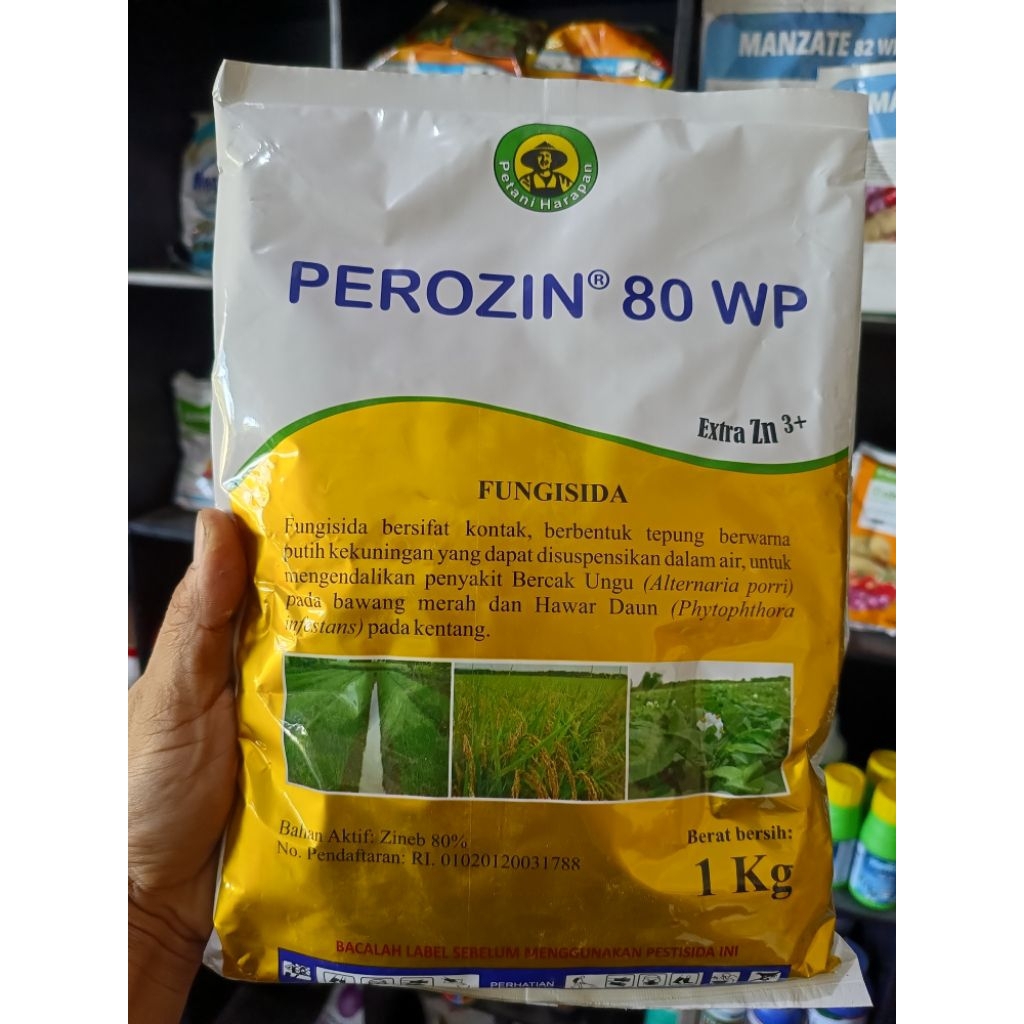 MANZATE 82 W
MA
Petani Harapan
PEROZIN® 80 WP
Extra Zn 3+
FUNGISIDA
Fungisida bersifat kontak, berbentuk tepung berwarna
putih kekuningan yang dapat disuspensikan dalam air, untuk
mengendalikan penyakit Bercak Ungu (Alternaria porri)
pada bawang merah dan Hawar Daun (Phytophthora
infestans) pada kentang.
Bahan Aktif: Zineb 80%
No. Pendaftaran: RI. 01020120031788
Berat bersih:
1 Kg
BACALAH LABEL SEBELUM MENGGUNAKAN PESTISIDA INI
PERHATIAN